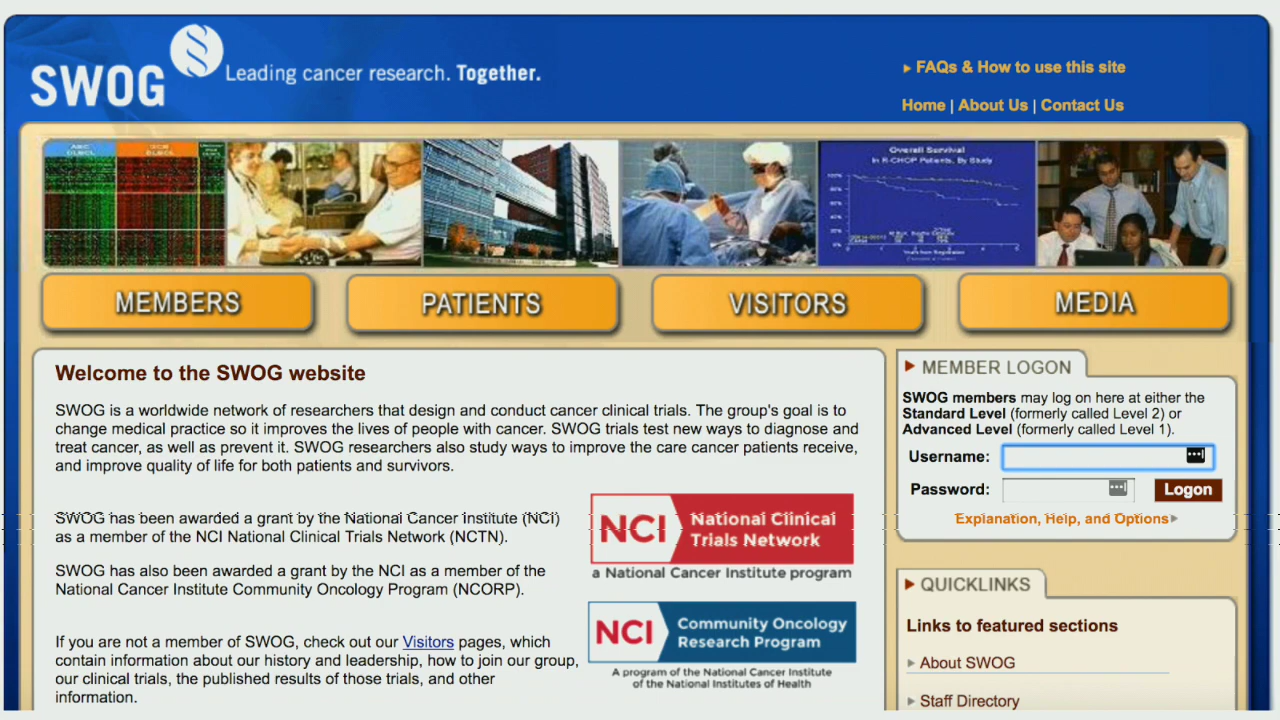 SWOG
Leading cancer research. Together.
FAQs & How to use this site
Home | About Us | Contact Us
Overall Survival
In R-CHOP Patients, By Study
MEMBERS
PATIENTS
VISITORS
MEDIA
Welcome to the SWOG website
SWOG is a worldwide network of researchers that design and conduct cancer clinical trials. The group's goal is to
change medical practice so it improves the lives of people with cancer. SWOG trials test new ways to diagnose and
treat cancer, as well as prevent it. SWOG researchers also study ways to improve the care cancer patients receive,
and improve quality of life for both patients and survivors.
SWOG has been awarded a grant by the National Cancer Institute (NCI)
as a member of the NCI National Clinical Trials Network (NCTN).
SWOG has also been awarded a grant by the NCI as a member of the
National Cancer Institute Community Oncology Program (NCORP).
If you are not a member of SWOG, check out our Visitors pages, which
contain information about our history and leadership, how to join our group,
our clinical trials, the published results of those trials, and other
information.
NCI National Clinical
Trials Network
a National Cancer Institute program
NCI Community Oncology
Research Program
A program of the National Cancer Institute
of the National Institutes of Health
MEMBER LOGON
SWOG members may log on here at either the
Standard Level (formerly called Level 2) or
Advanced Level (formerly called Level 1).
Username:
Password:
Logon
Explanation, Help, and Options
QUICKLINKS
Links to featured sections
About SWOG
Staff Directory